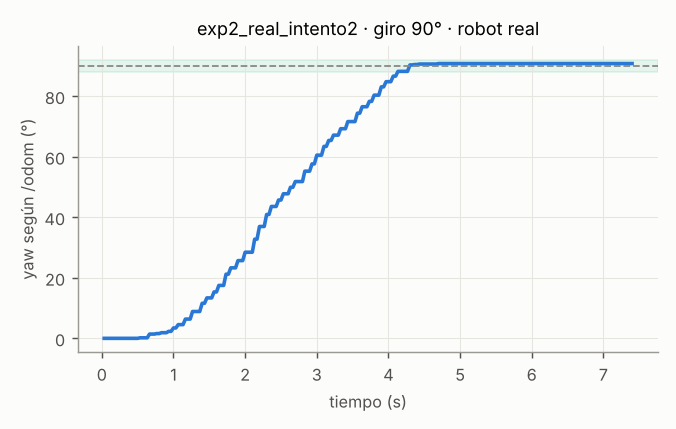 exp2_real_intento2 · giro 90° · robot real
yaw según /odom (°)
80
60
40
20
0
0 1 2 3 4 5 6 7
tiempo (s)